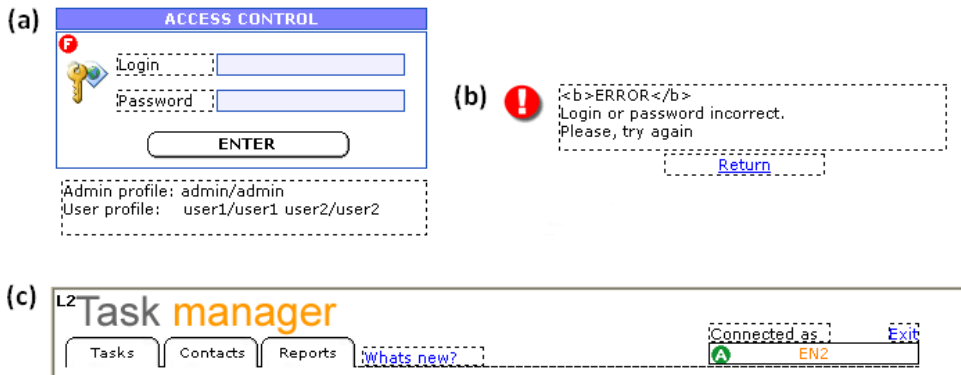 (a)
ACCESS CONTROL
F
Login
Password
ENTER
Admin profile: admin/admin
User profile: user1/user1 user2/user2
(b)
!
<b>ERROR</b>
Login or password incorrect.
Please, try again
Return
(c)
L2
Task manager
Connected as Exit
Tasks Contacts Reports Whats new?
A EN2